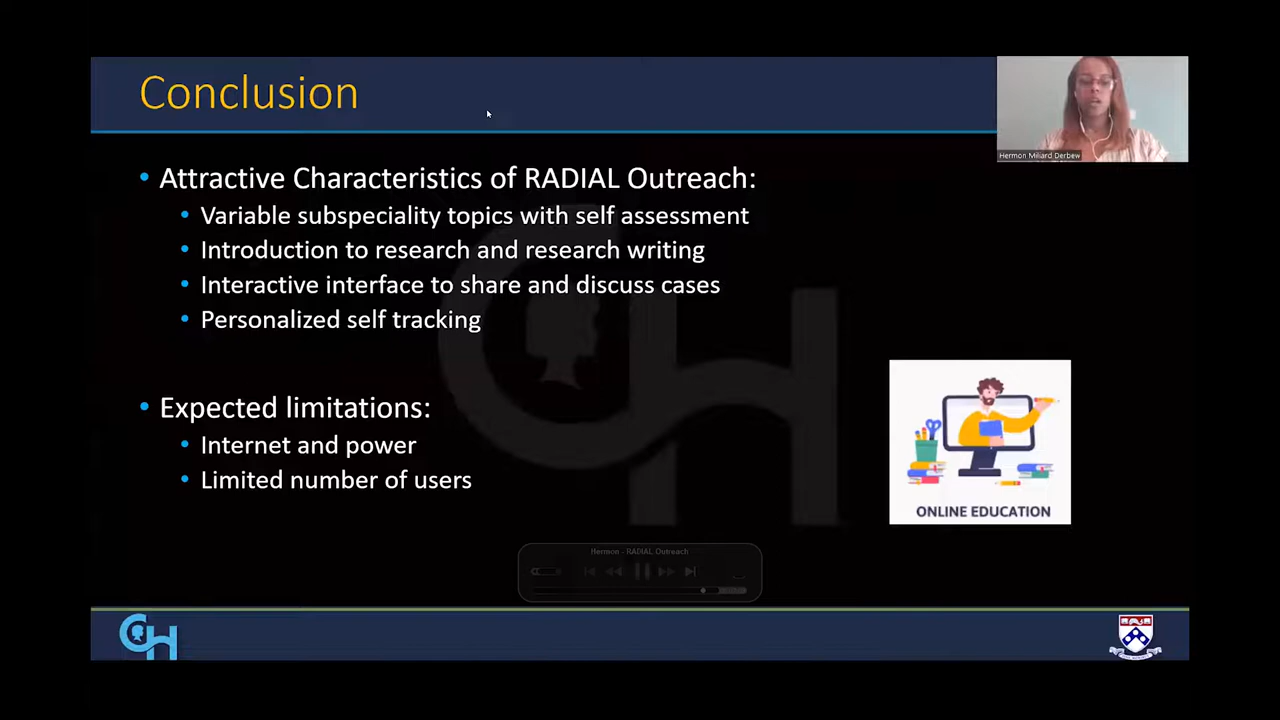 Conclusion
Hermon Miliard Derbew
Attractive Characteristics of RADIAL Outreach:
Variable subspeciality topics with self assessment
Introduction to research and research writing
Interactive interface to share and discuss cases
Personalized self tracking
Expected limitations:
Internet and power
Limited number of users
ONLINE EDUCATION
Hermon - RADIAL Outreach
CH